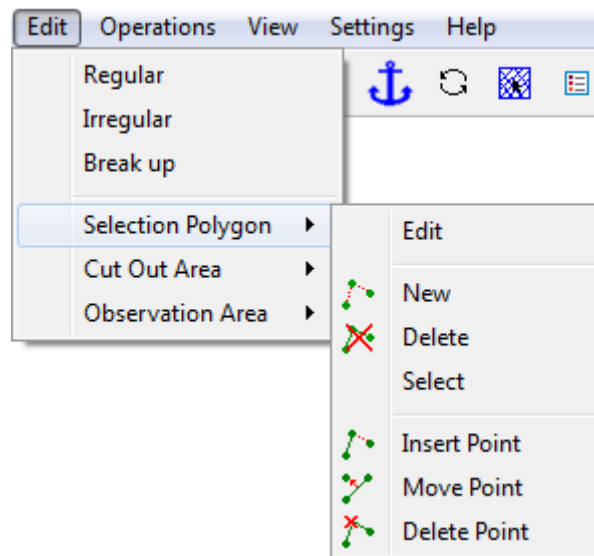 Edit Operations View Settings Help
Regular
Irregular
Break up
Selection Polygon
Cut Out Area
Observation Area
Edit
New
Delete
Select
Insert Point
Move Point
Delete Point